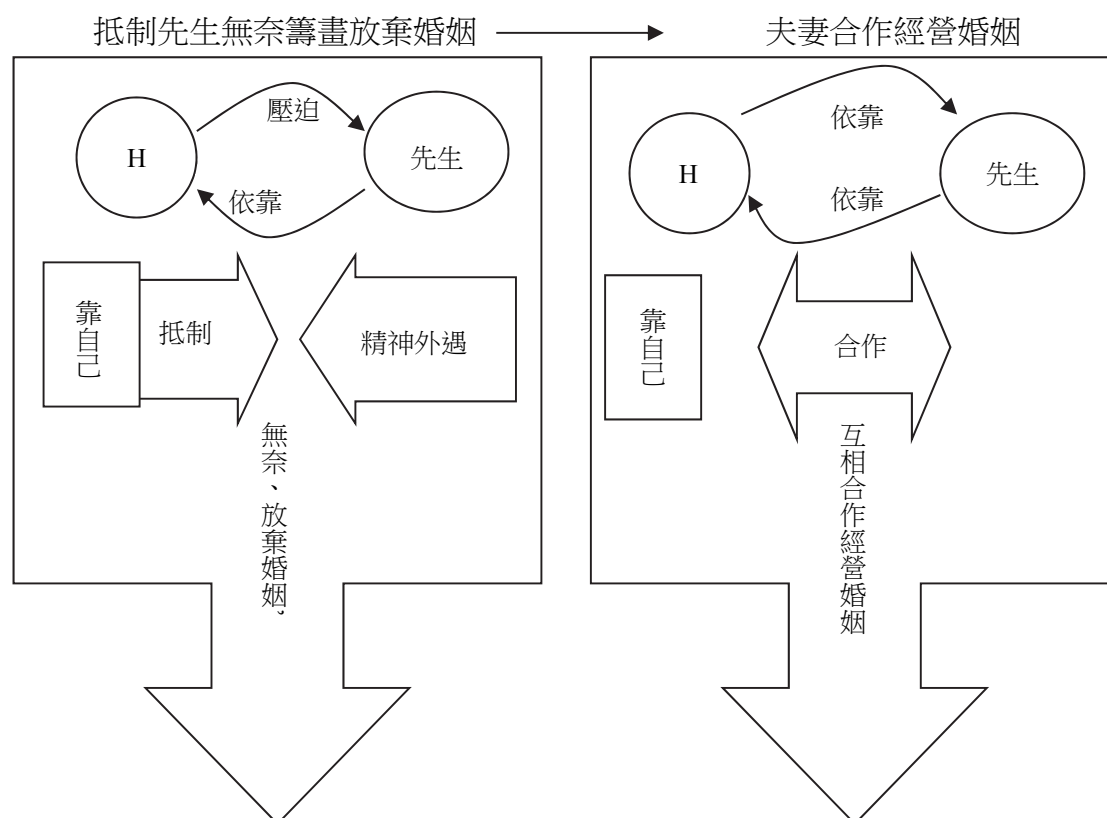 抵制先生無奈籌畫放棄婚姻
夫妻合作經營婚姻
H
壓迫
先生
依靠
靠自己
抵制
精神外遇
無奈、放棄婚姻,
H
依靠
先生
依靠
靠自己
合作
互相合作經營婚姻